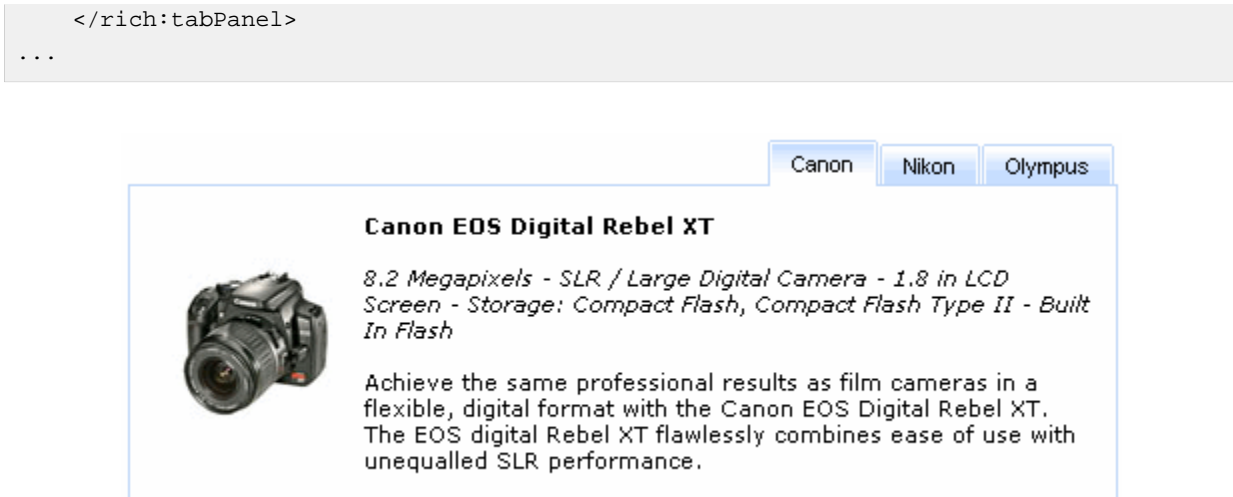 </rich:tabPanel>
...
Canon Nikon Olympus
Canon EOS Digital Rebel XT
8.2 Megapixels - SLR / Large Digital Camera - 1.8 in LCD
Screen - Storage: Compact Flash, Compact Flash Type II - Built
In Flash
Achieve the same professional results as film cameras in a
flexible, digital format with the Canon EOS Digital Rebel XT.
The EOS digital Rebel XT flawlessly combines ease of use with
unequalled SLR performance.